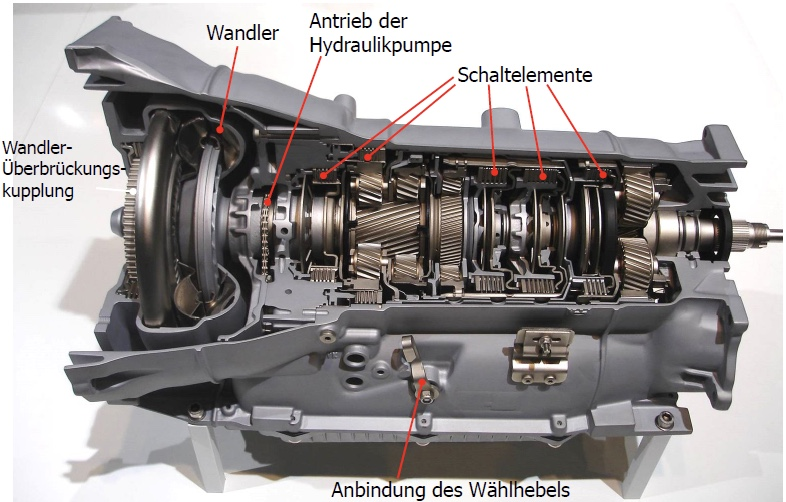 Wandler
Antrieb der
Hydraulikpumpe
Schaltelemente
Wandler-
Überbrückungs-
kupplung
Anbindung des Wählhebels